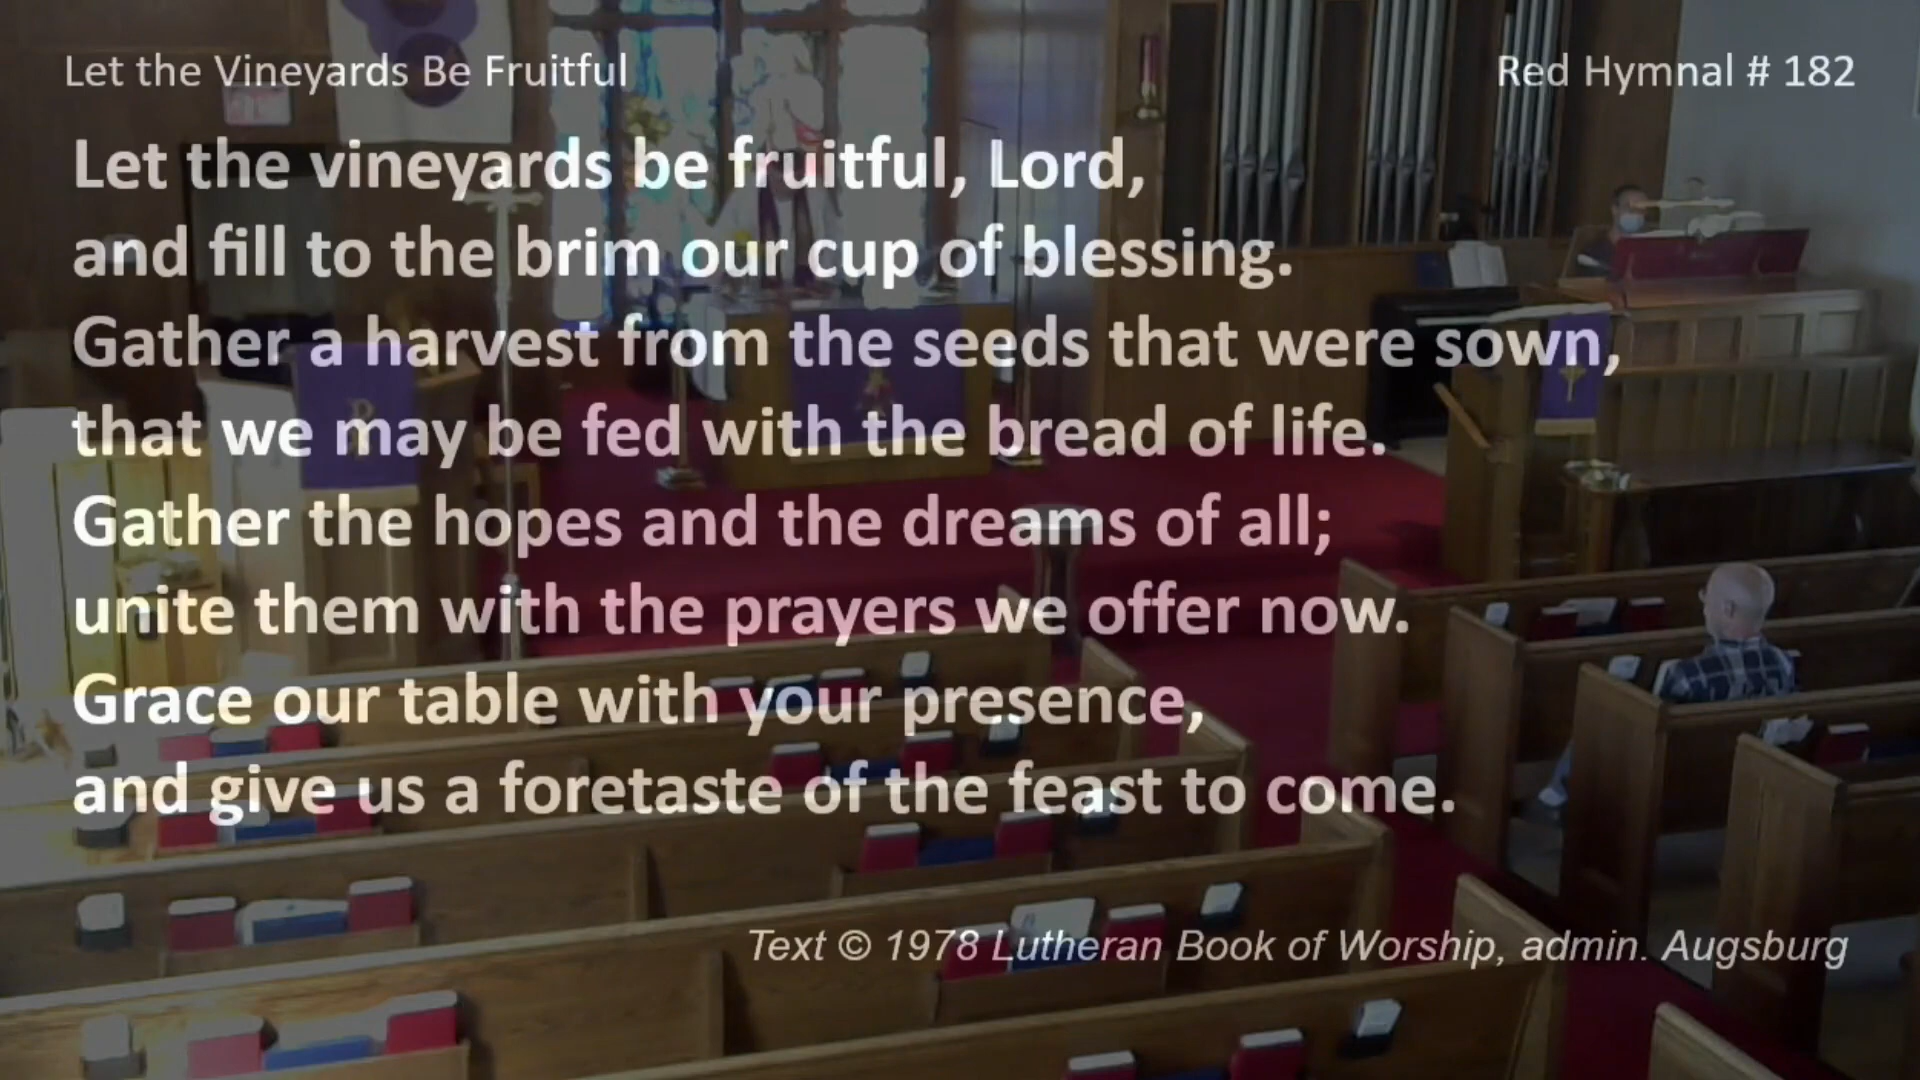 Let the Vineyards Be Fruitful
Red Hymnal # 182
Let the vineyards be fruitful, Lord,
and fill to the brim our cup of blessing.
Gather a harvest from the seeds that were sown,
that we may be fed with the bread of life.
Gather the hopes and the dreams of all;
unite them with the prayers we offer now.
Grace our table with your presence,
and give us a foretaste of the feast to come.
Text © 1978 Lutheran Book of Worship, admin. Augsburg